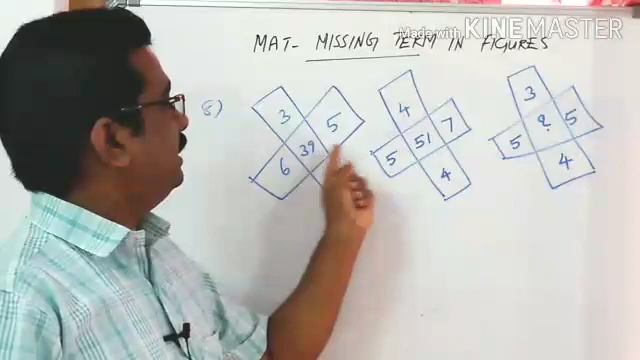 Made with KINEMASTER
MAT- MISSING TERM IN FIGURES
8)
3 5 39 6
4 7 51 5 4
3 5 ? 5 4